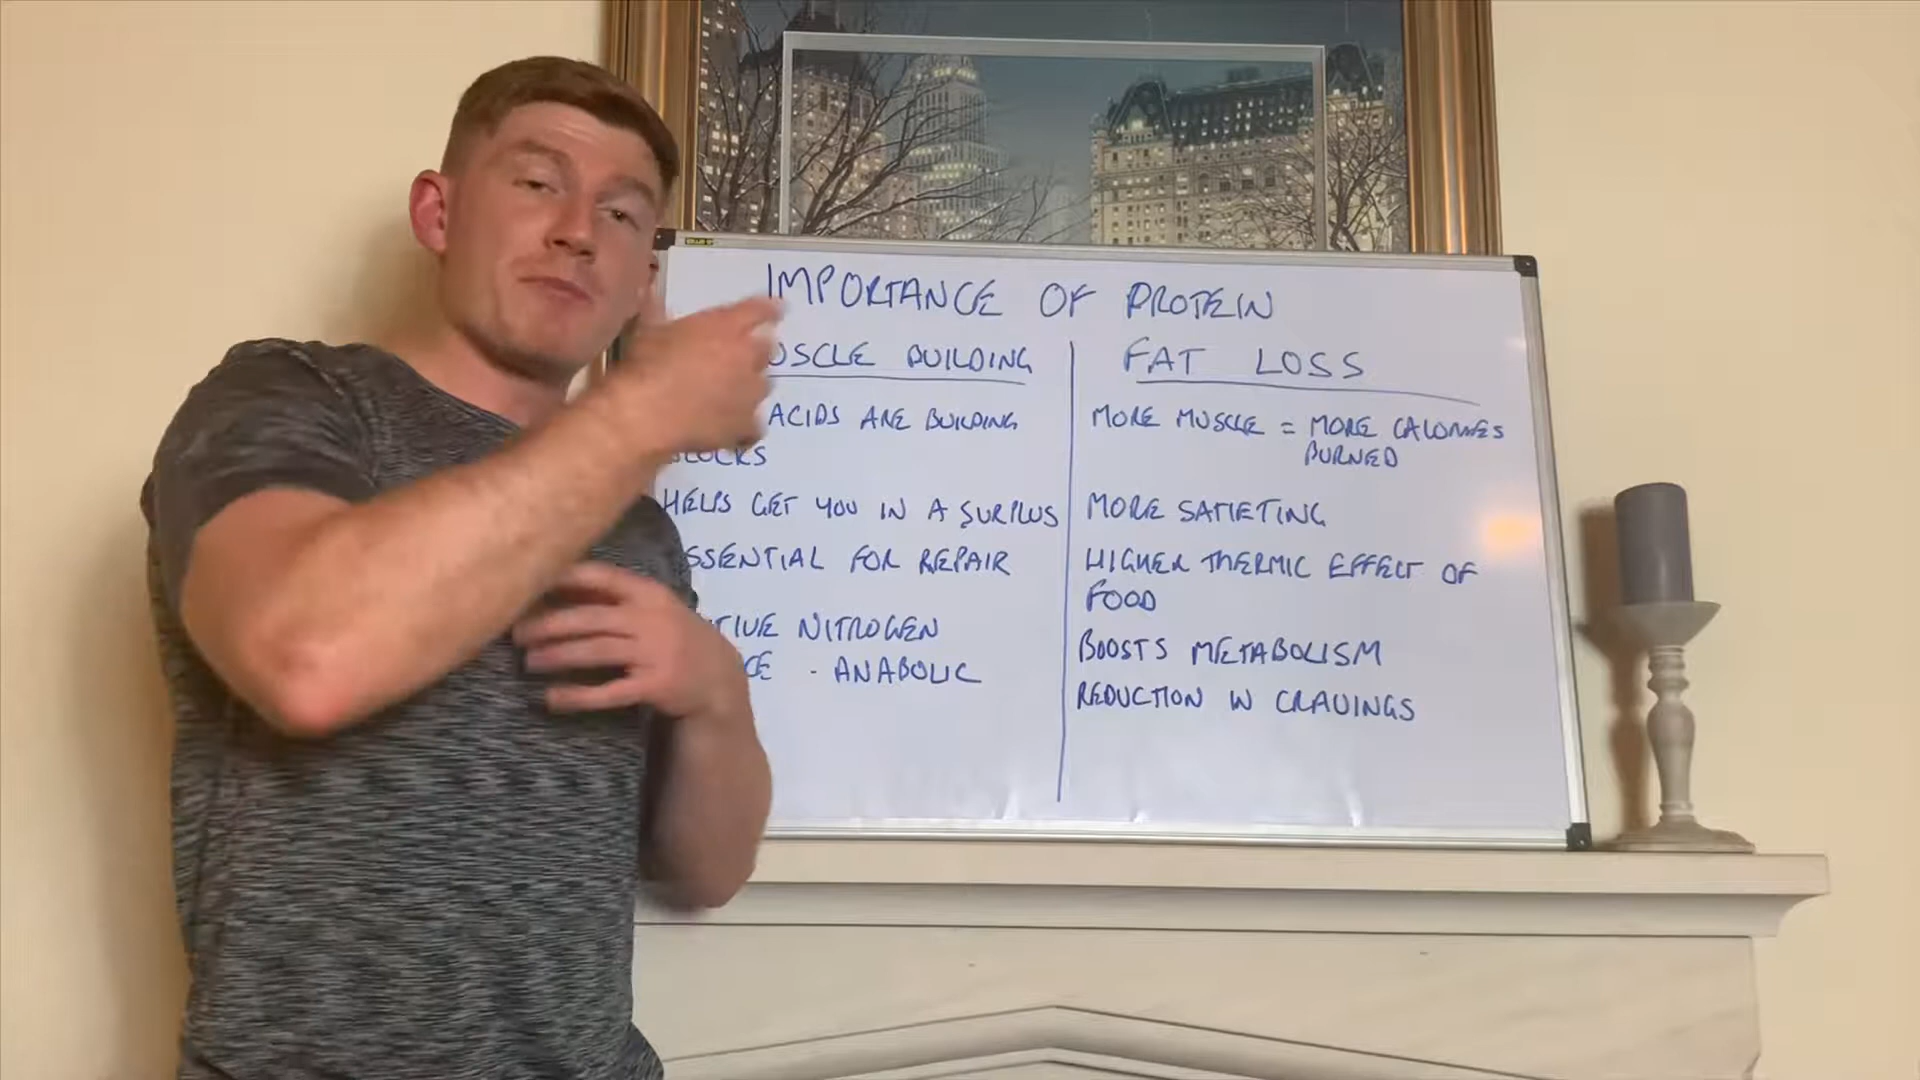 IMPORTANCE OF PROTEIN
USCLE BUILDING
ACIDS ARE BUILDING
BLOCKS
HELPS GET YOU IN A SURPLUS
SSENTIAL FOR REPAIR
TIVE NITROGEN
CE - ANABOLIC
FAT LOSS
MORE MUSCLE = MORE CALORIES
BURNED
MORE SATIETING
HIGHER THERMIC EFFECT OF
FOOD
BOOSTS METABOLISM
REDUCTION IN CRAVINGS